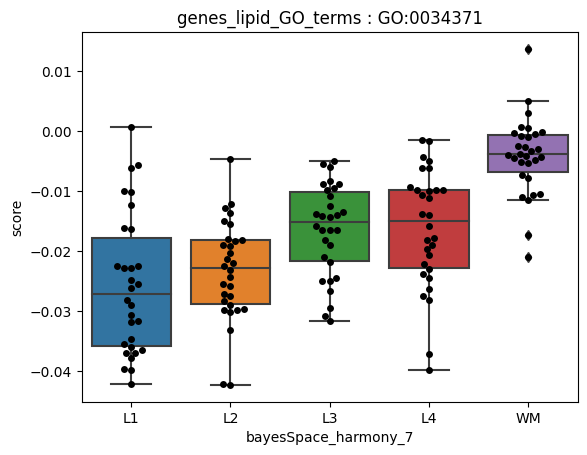 genes_lipid_GO_terms : GO:0034371
score
0.01
0.00
−0.01
−0.02
−0.03
−0.04
L1
L2
L3
L4
WM
bayesSpace_harmony_7